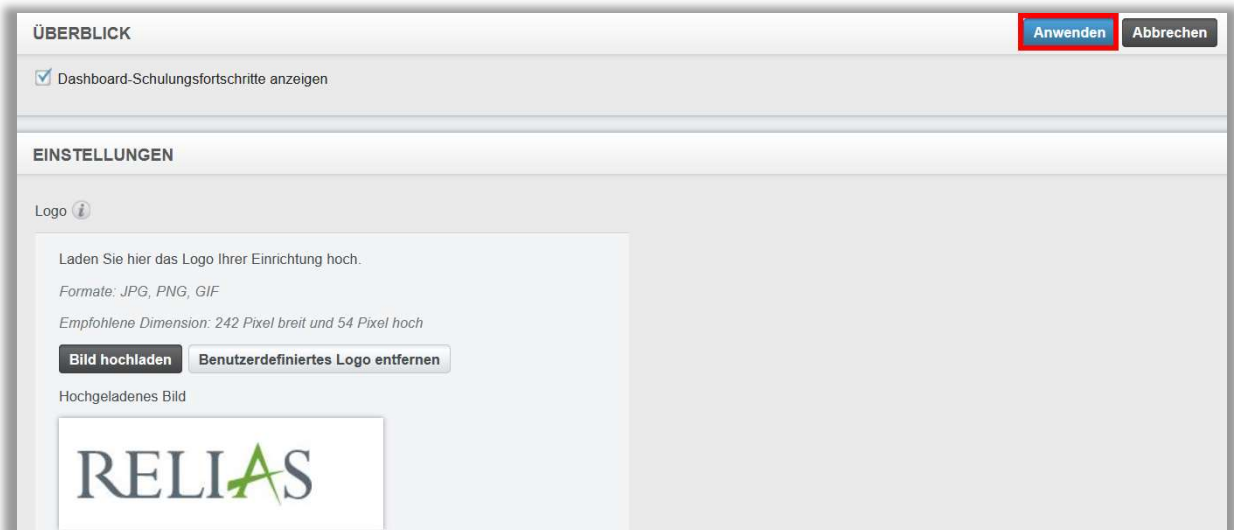 ÜBERBLICK
Anwenden
Abbrechen
Dashboard-Schulungsfortschritte anzeigen
EINSTELLUNGEN
Logo i
Laden Sie hier das Logo Ihrer Einrichtung hoch.
Formate: JPG, PNG, GIF
Empfohlene Dimension: 242 Pixel breit und 54 Pixel hoch
Bild hochladen
Benutzerdefiniertes Logo entfernen
Hochgeladenes Bild
RELIAS